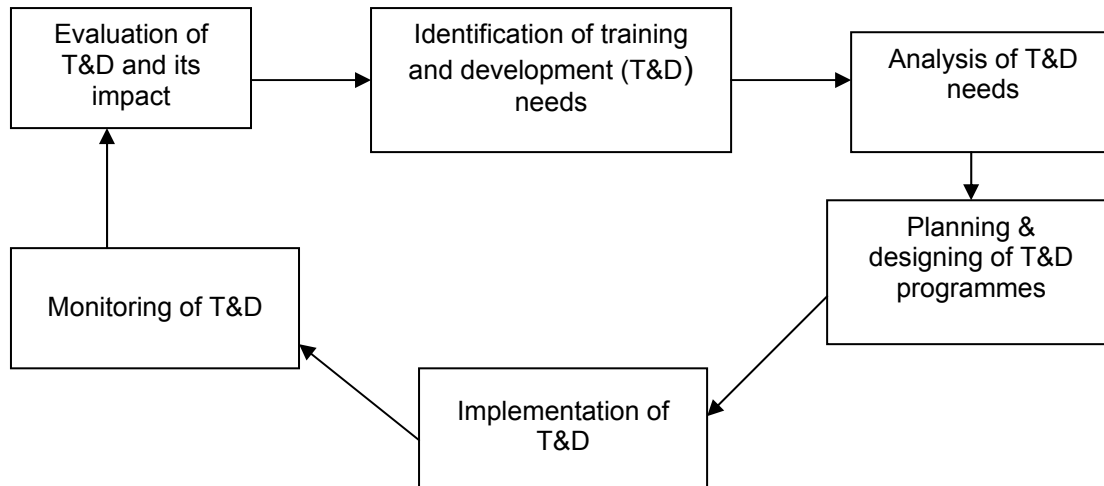 Evaluation of
T&D and its
impact
Identification of training
and development (T&D)
needs
Analysis of T&D
needs
Planning &
designing of T&D
programmes
Monitoring of T&D
Implementation of
T&D